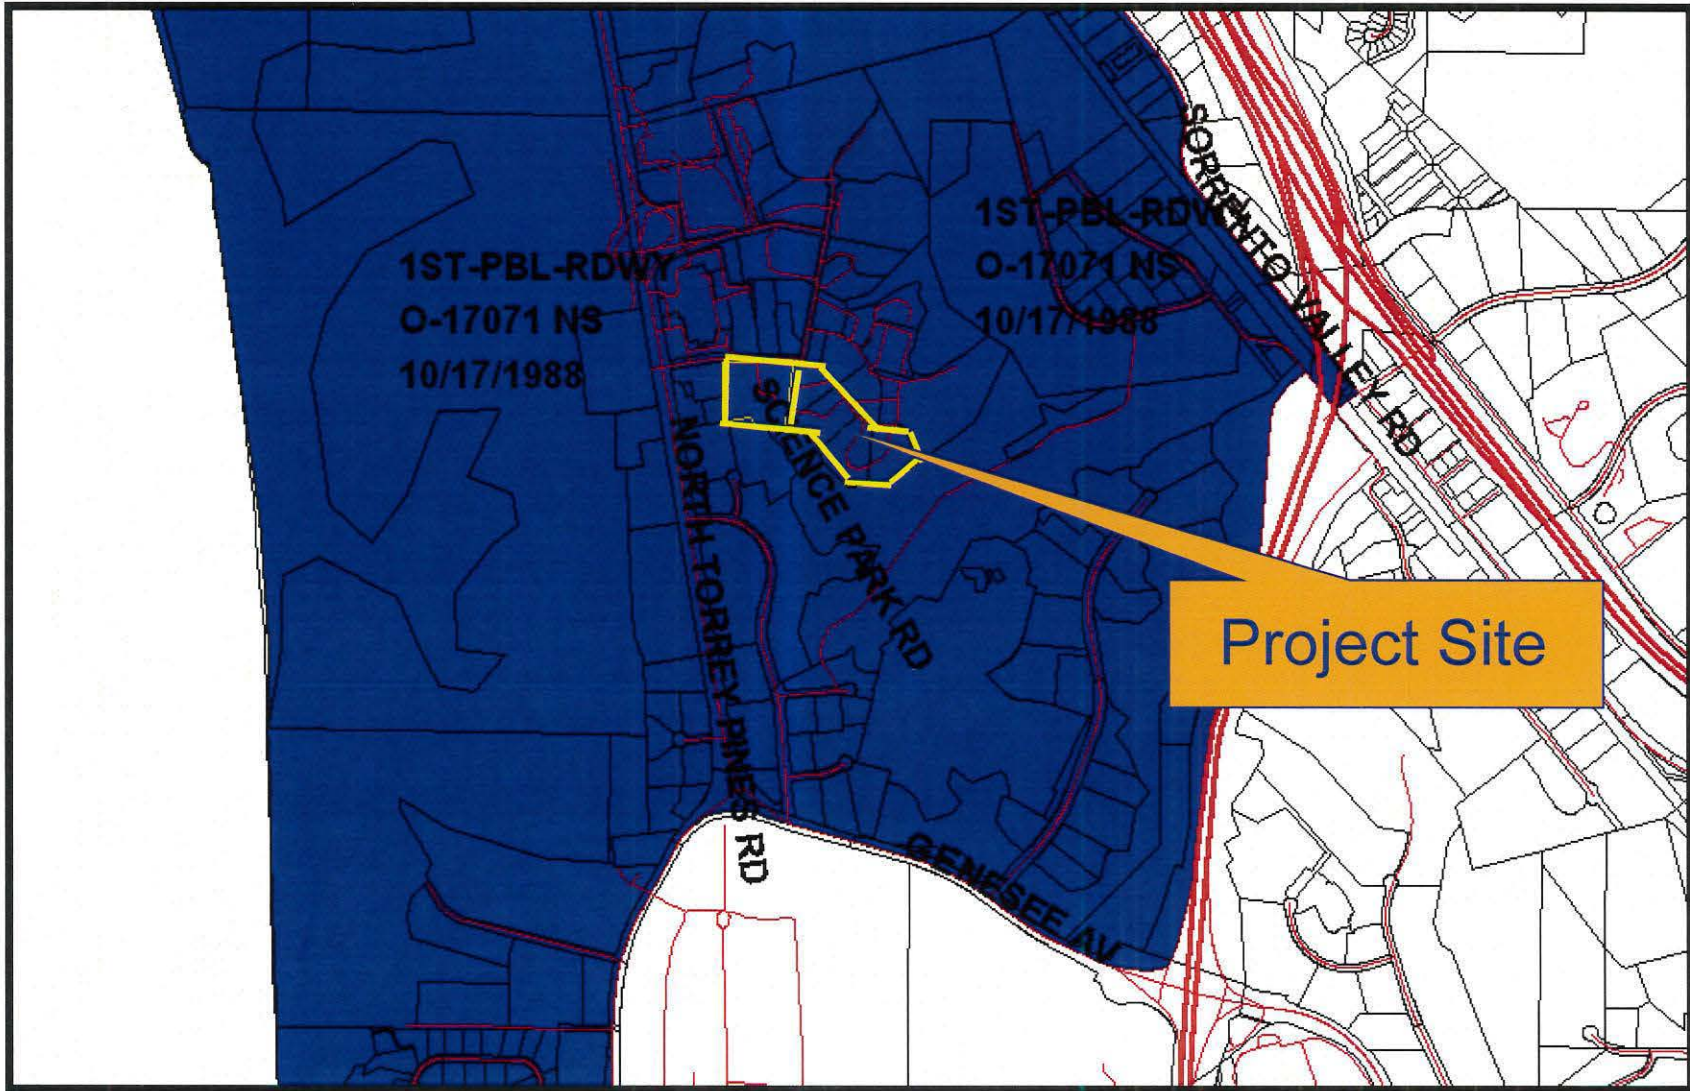 1ST-PBL-RDWY
O-17071 NS
10/17/1988
1ST-PBL-RDW
O-17071 NS
10/17/1988
SORRENTO VALLEY RD
SCIENCE PARK RD
NORTH TORREY PINES RD
GENESEE AV
Project Site